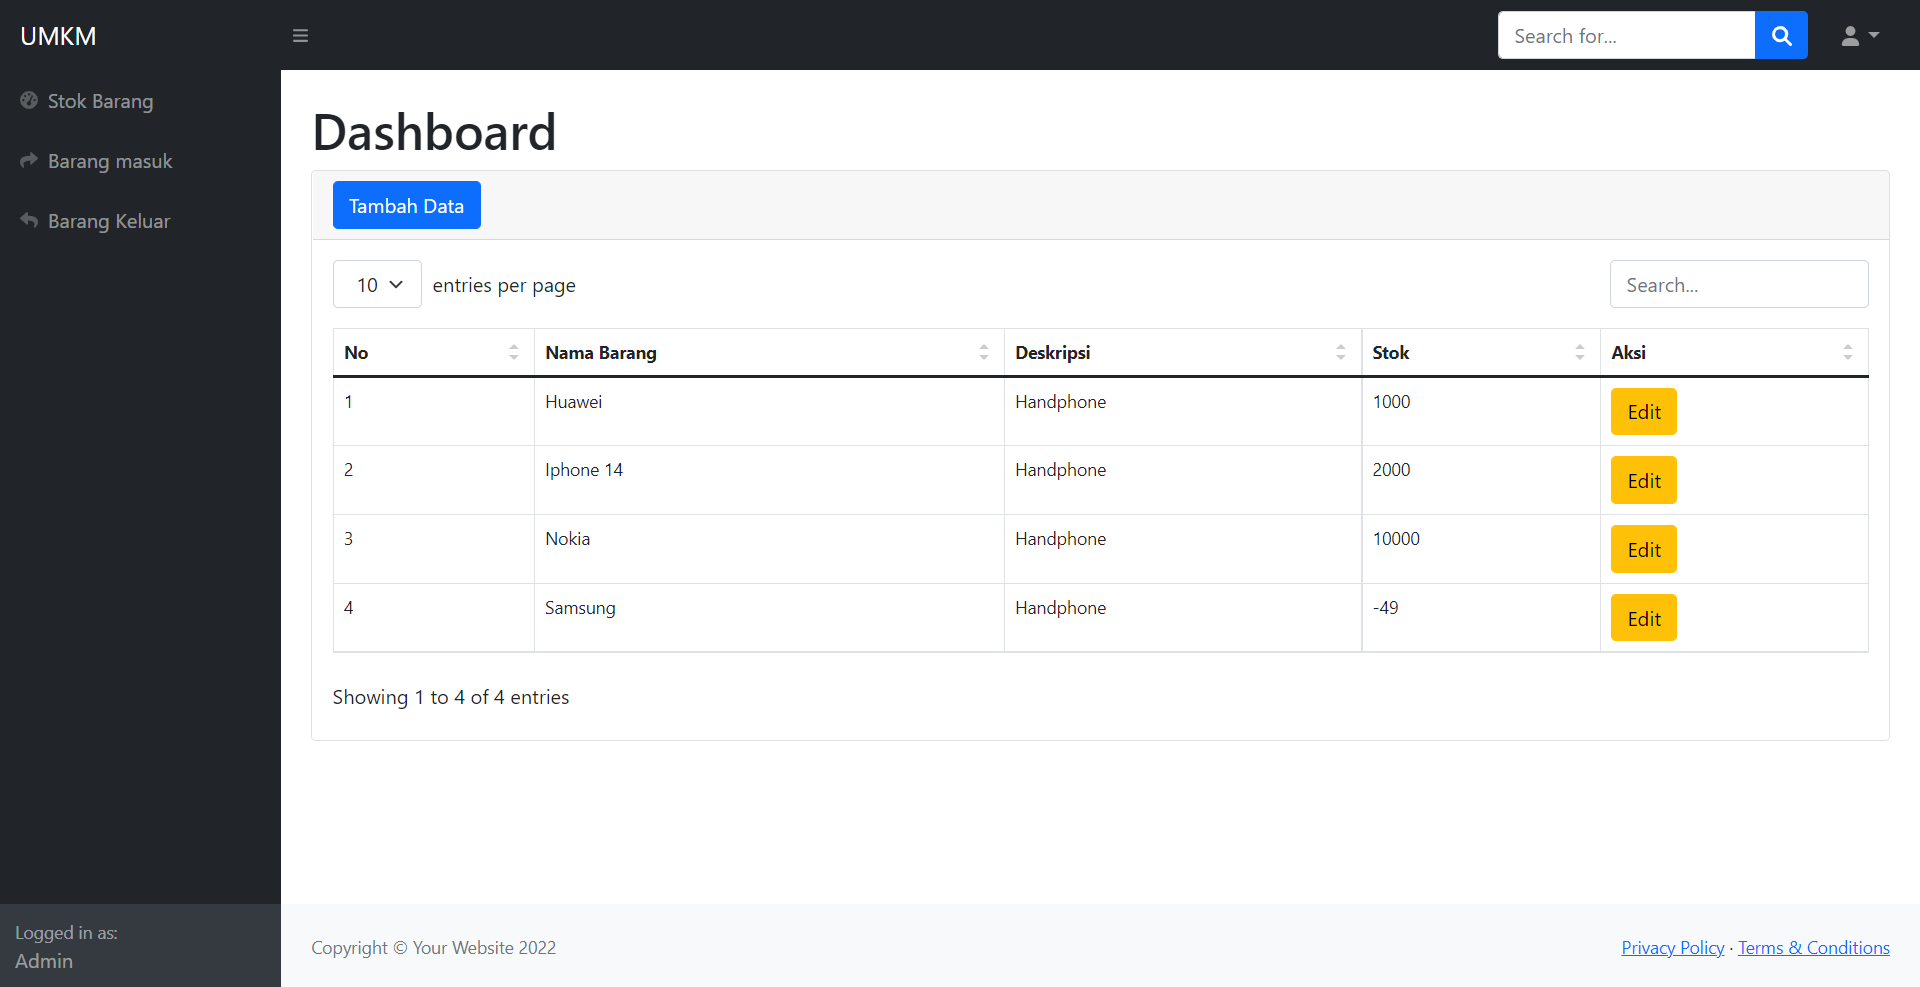 UMKM
Search for...
Stok Barang
Barang masuk
Barang Keluar
Dashboard
Tambah Data
10 entries per page
Search...
No Nama Barang Deskripsi Stok Aksi
1 Huawei Handphone 1000 Edit
2 Iphone 14 Handphone 2000 Edit
3 Nokia Handphone 10000 Edit
4 Samsung Handphone -49 Edit
Showing 1 to 4 of 4 entries
Logged in as:
Admin
Copyright © Your Website 2022
Privacy Policy · Terms & Conditions